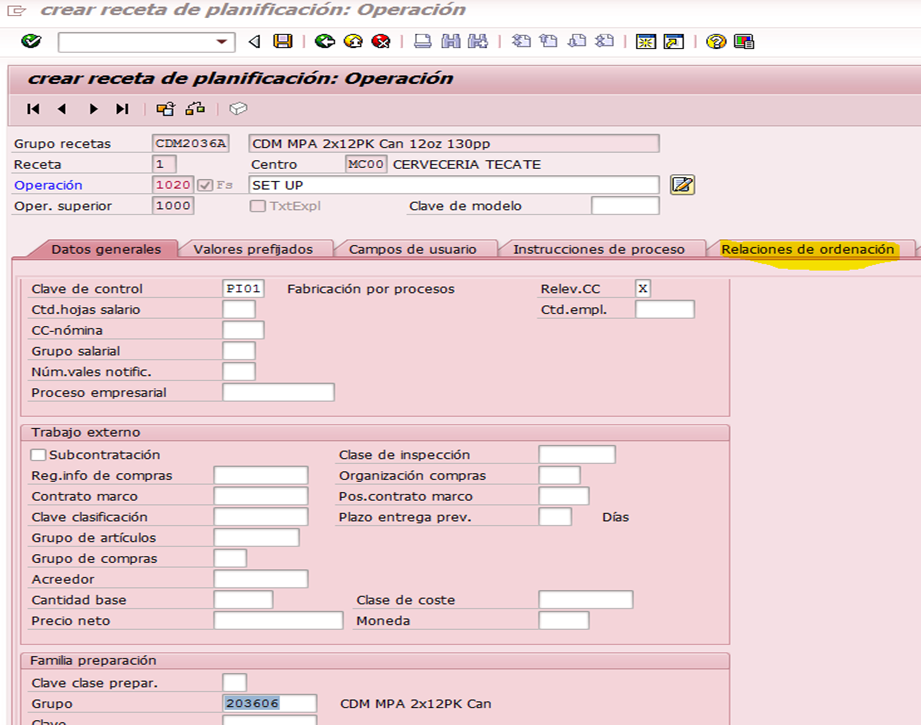 crear receta de planificación: Operación
crear receta de planificación: Operación
Grupo recetas CDM2036A CDM MPA 2x12PK Can 12oz 130pp
Receta 1 Centro MC00 CERVECERIA TECATE
Operación 1020 Fs SET UP
Oper. superior 1000 TxtExpl Clave de modelo
Datos generales Valores prefijados Campos de usuario Instrucciones de proceso Relaciones de ordenación
Clave de control PI01 Fabricación por procesos Relev.CC X
Ctd.hojas salario Ctd.empl.
CC-nómina
Grupo salarial
Núm.vales notific.
Proceso empresarial
Trabajo externo
Subcontratación Clase de inspección
Reg.info de compras Organización compras
Contrato marco Pos.contrato marco
Clave clasificación Plazo entrega prev. Días
Grupo de artículos
Grupo de compras
Acreedor
Cantidad base Clase de coste
Precio neto Moneda
Familia preparación
Clave clase prepar.
Grupo 203606 CDM MPA 2x12PK Can
Clave